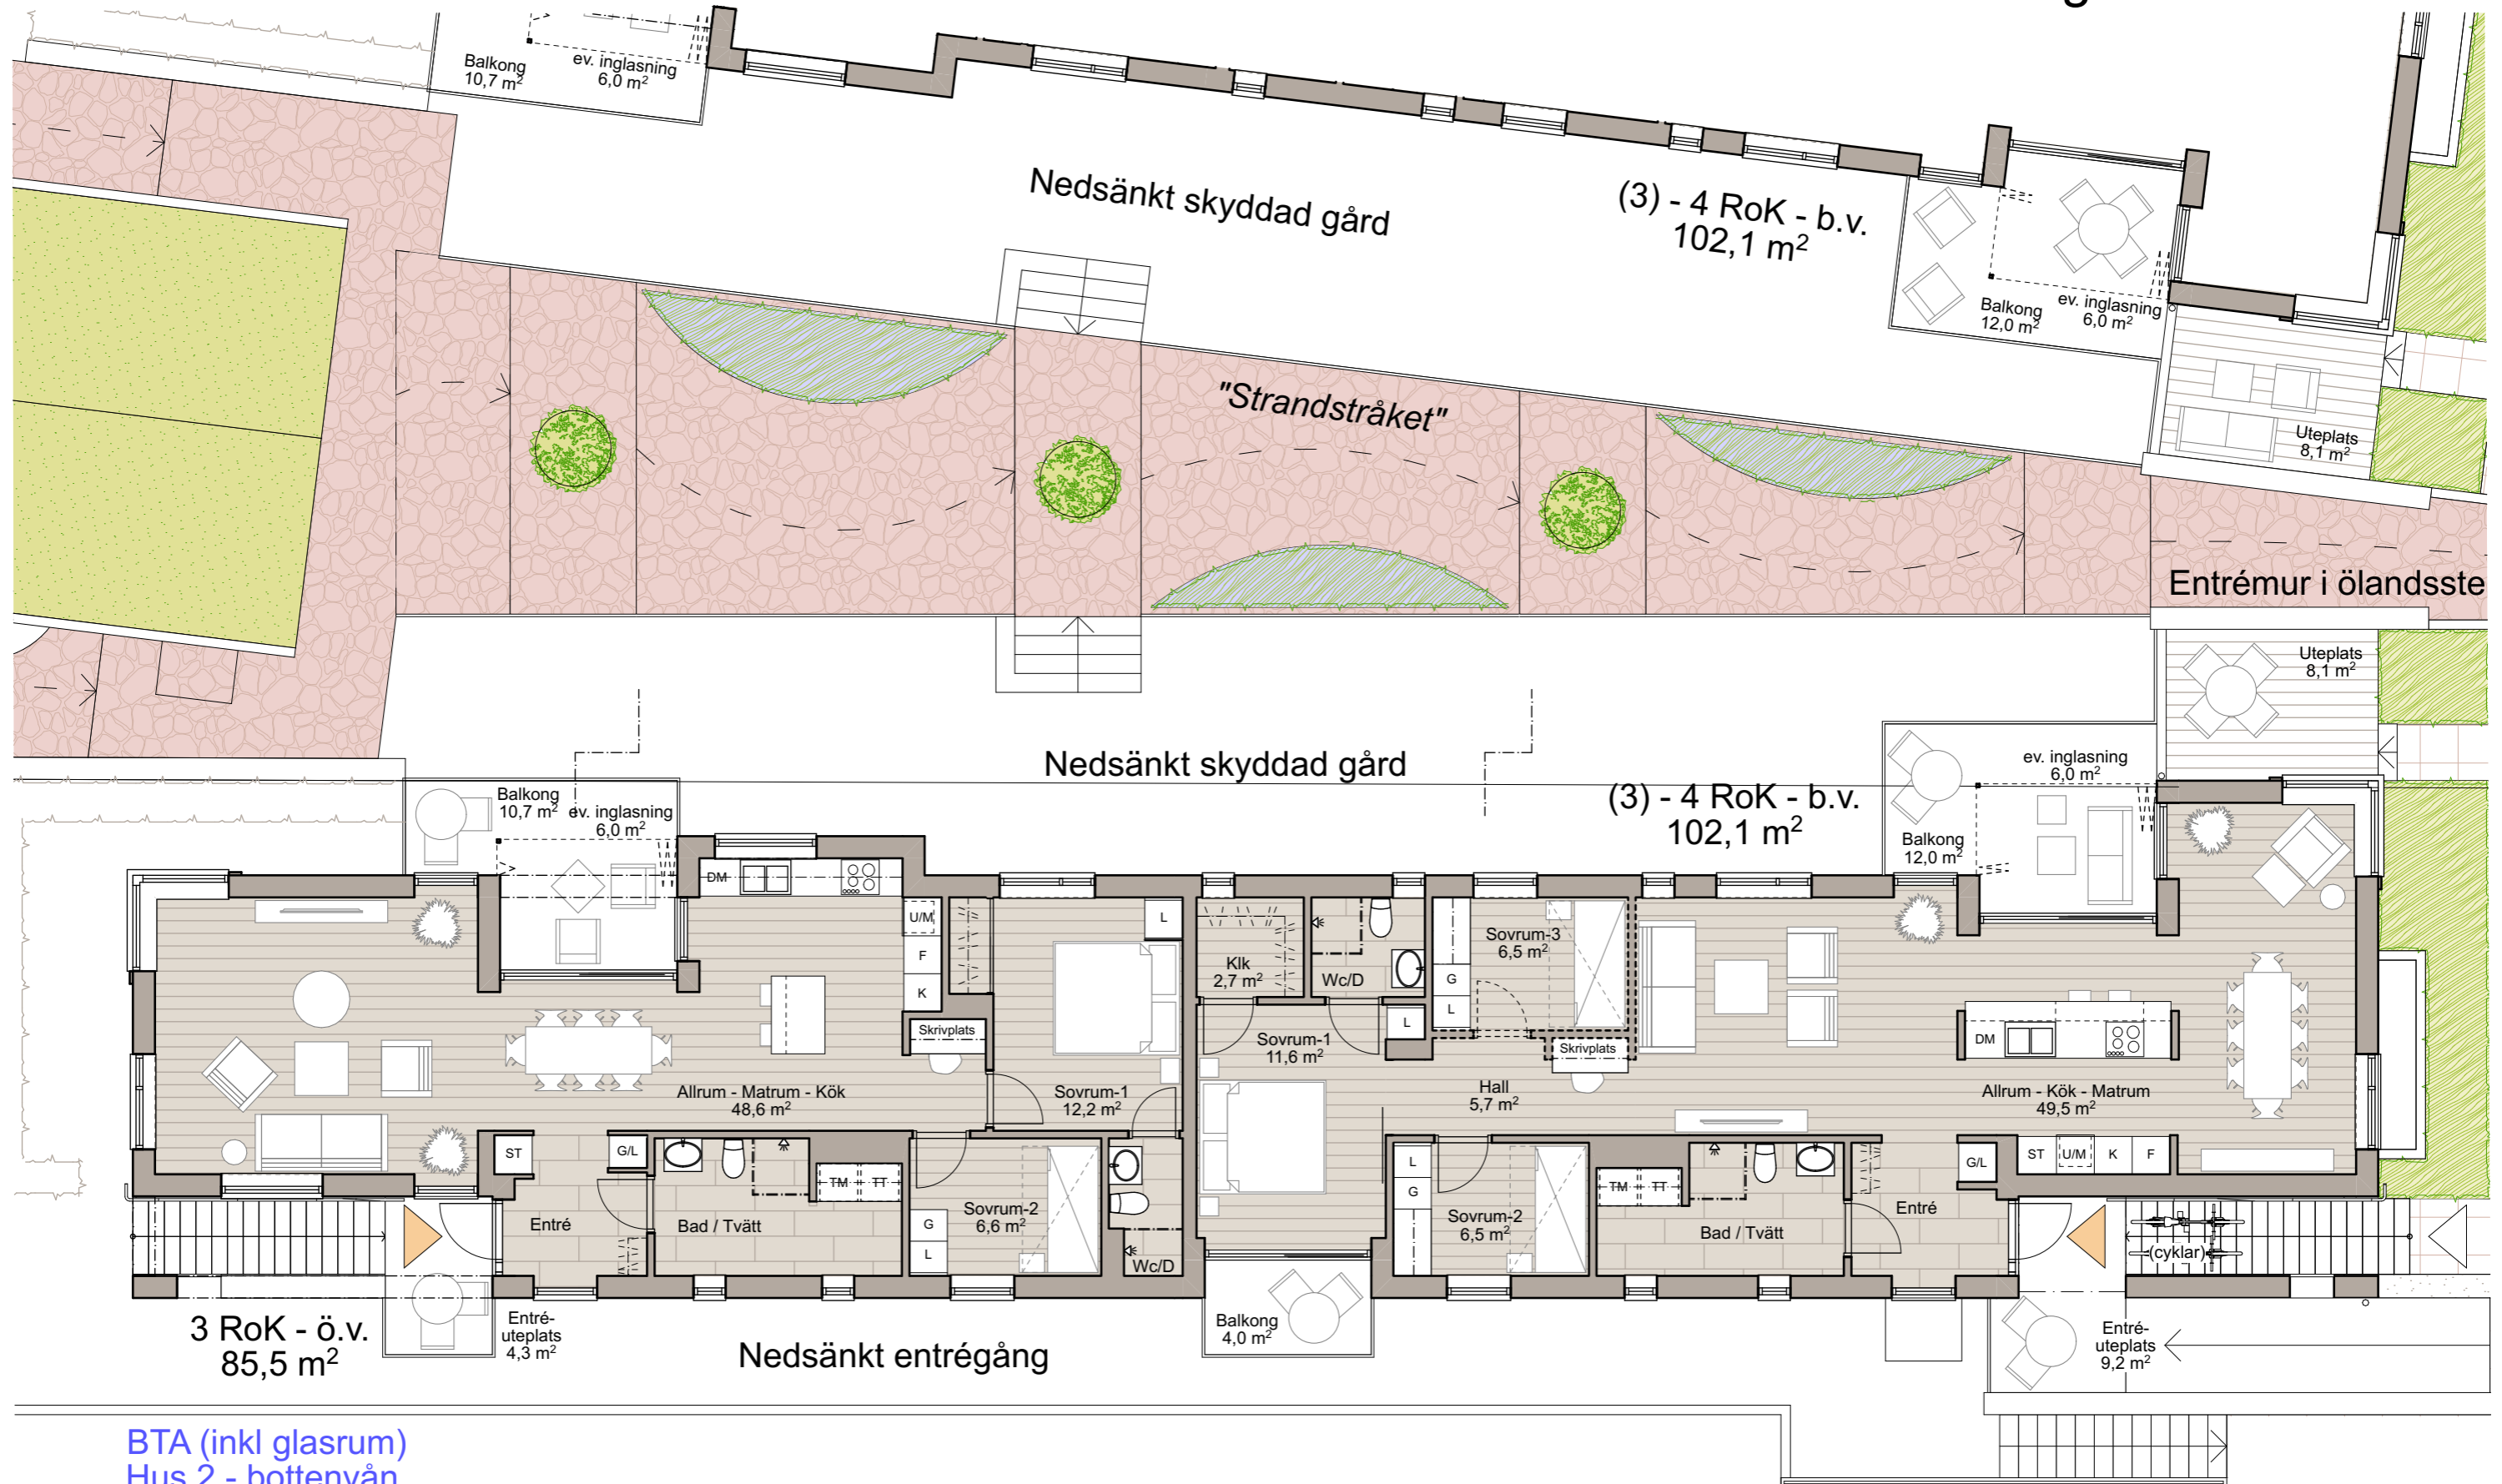 g
Balkong
10,7 m²
ev. inglasning
6,0 m²
Nedsänkt skyddad gård
(3) - 4 RoK - b.v.
102,1 m²
Balkong
12,0 m²
ev. inglasning
6,0 m²
"Strandstråket"
Uteplats
8,1 m²
Entrémur i ölandsste
Uteplats
8,1 m²
Nedsänkt skyddad gård
(3) - 4 RoK - b.v.
102,1 m²
ev. inglasning
6,0 m²
Balkong
12,0 m²
Balkong
10,7 m²
ev. inglasning
6,0 m²
DM
U/M
F
K
Skrivplats
L
Klk
2,7 m²
Wc/D
L
Sovrum-3
6,5 m²
G
L
Skrivplats
DM
Sovrum-1
11,6 m²
Allrum - Matrum - Kök
48,6 m²
Sovrum-1
12,2 m²
Hall
5,7 m²
Allrum - Kök - Matrum
49,5 m²
ST
G/L
TM
TT
Entré
Bad / Tvätt
Sovrum-2
6,6 m²
G
L
Wc/D
L
G
Sovrum-2
6,5 m²
TM
TT
Bad / Tvätt
Entré
G/L
ST
U/M
K
F
(cyklar)
3 RoK - ö.v.
85,5 m²
Entré-
uteplats
4,3 m²
Nedsänkt entrégång
Balkong
4,0 m²
Entré-
uteplats
9,2 m²
BTA (inkl glasrum)
Hus 2 - bottenvån